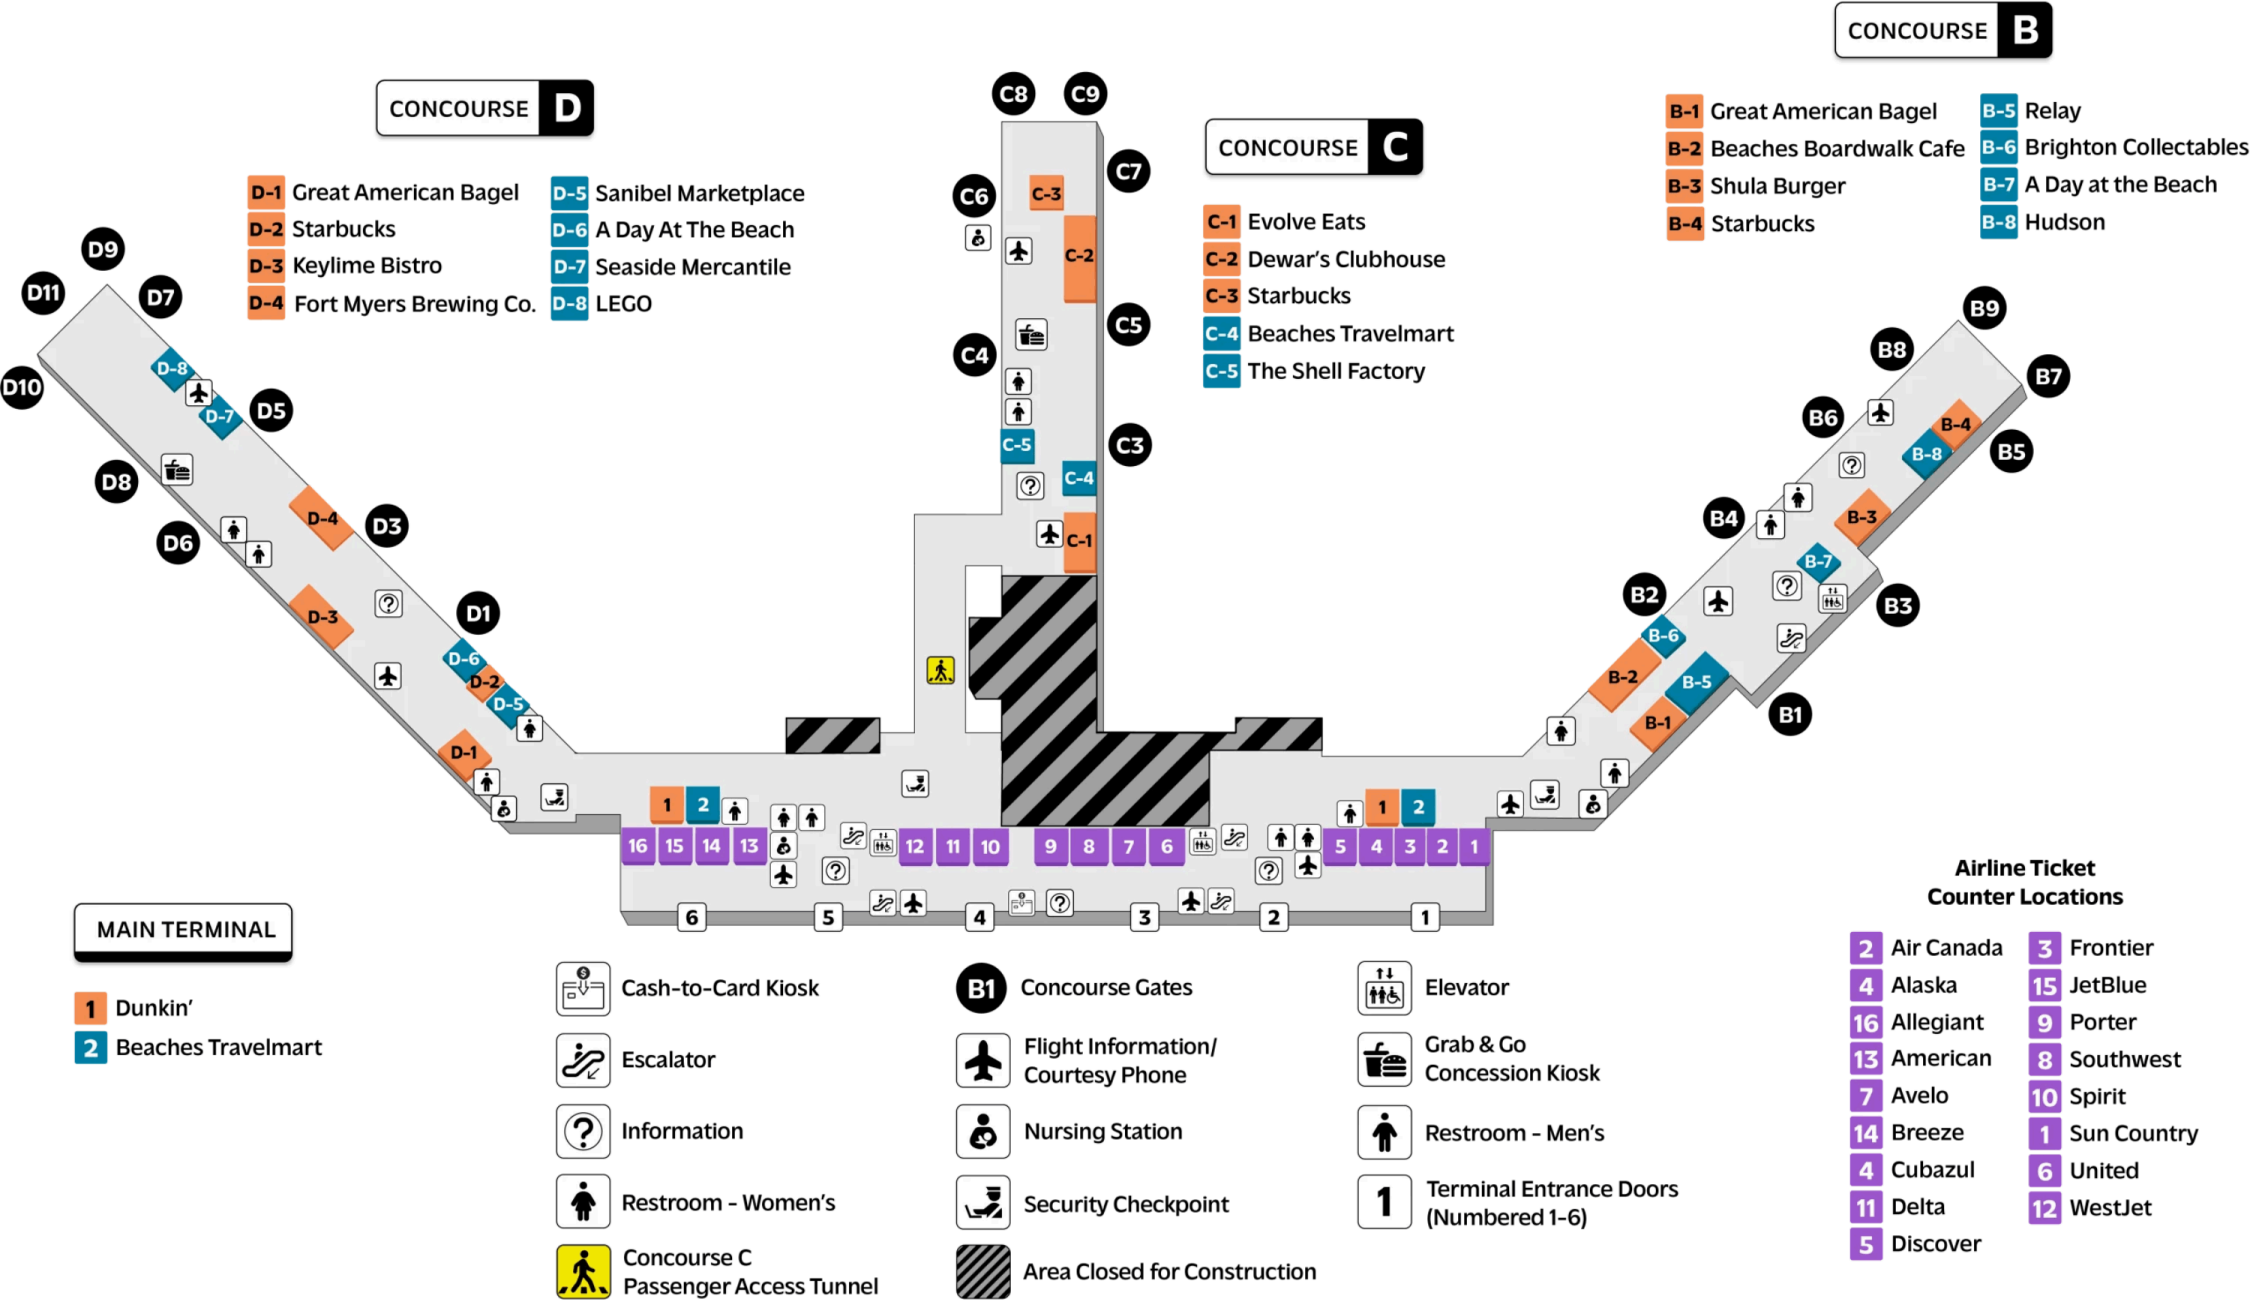 CONCOURSE B
CONCOURSE D
CONCOURSE C
B-1 Great American Bagel
B-2 Beaches Boardwalk Cafe
B-3 Shula Burger
B-4 Starbucks
B-5 Relay
B-6 Brighton Collectables
B-7 A Day at the Beach
B-8 Hudson
D-1 Great American Bagel
D-2 Starbucks
D-3 Keylime Bistro
D-4 Fort Myers Brewing Co.
D-5 Sanibel Marketplace
D-6 A Day At The Beach
D-7 Seaside Mercantile
D-8 LEGO
C-1 Evolve Eats
C-2 Dewar's Clubhouse
C-3 Starbucks
C-4 Beaches Travelmart
C-5 The Shell Factory
D9
D11
D7
D10
D-8
D-7
D5
D8
D-4
D3
D6
D-3
D1
D-6
D-2
D-5
D-1
C8
C9
C7
C6
C-3
C-2
C5
C4
C-5
C3
C-4
?
C-1
B9
B8
B7
B6
B-4
B5
B-8
?
B4
B-3
B-7
B2
?
B3
B-6
B-2
B-5
B-1
B1
?
1 2
16 15 14 13
12 11 10
9 8 7 6
1 2
5 4 3 2 1
?
?
$ ?
6 5 4 3 2 1
MAIN TERMINAL
1 Dunkin'
2 Beaches Travelmart
$ Cash-to-Card Kiosk
Escalator
? Information
Restroom - Women's
Concourse C
Passenger Access Tunnel
B1 Concourse Gates
Flight Information/
Courtesy Phone
Nursing Station
Security Checkpoint
Area Closed for Construction
Elevator
Grab & Go
Concession Kiosk
Restroom - Men's
1 Terminal Entrance Doors
(Numbered 1-6)
Airline Ticket
Counter Locations
2 Air Canada
4 Alaska
16 Allegiant
13 American
7 Avelo
14 Breeze
4 Cubazul
11 Delta
5 Discover
3 Frontier
15 JetBlue
9 Porter
8 Southwest
10 Spirit
1 Sun Country
6 United
12 WestJet